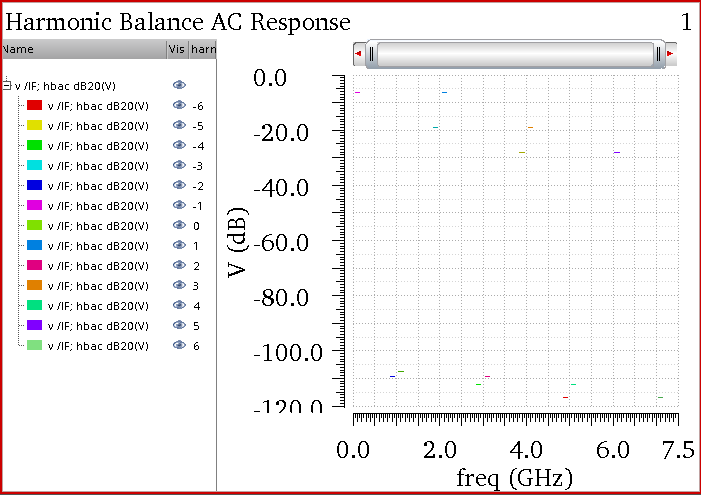 Harmonic Balance AC Response 1
Name Vis harn
v /IF; hbac dB20(V)
v /IF; hbac dB20(V) -6
v /IF; hbac dB20(V) -5
v /IF; hbac dB20(V) -4
v /IF; hbac dB20(V) -3
v /IF; hbac dB20(V) -2
v /IF; hbac dB20(V) -1
v /IF; hbac dB20(V) 0
v /IF; hbac dB20(V) 1
v /IF; hbac dB20(V) 2
v /IF; hbac dB20(V) 3
v /IF; hbac dB20(V) 4
v /IF; hbac dB20(V) 5
v /IF; hbac dB20(V) 6
V (dB)
0.0
-20.0
-40.0
-60.0
-80.0
-100.0
-120.0
0.0 2.0 4.0 6.0 7.5
freq (GHz)